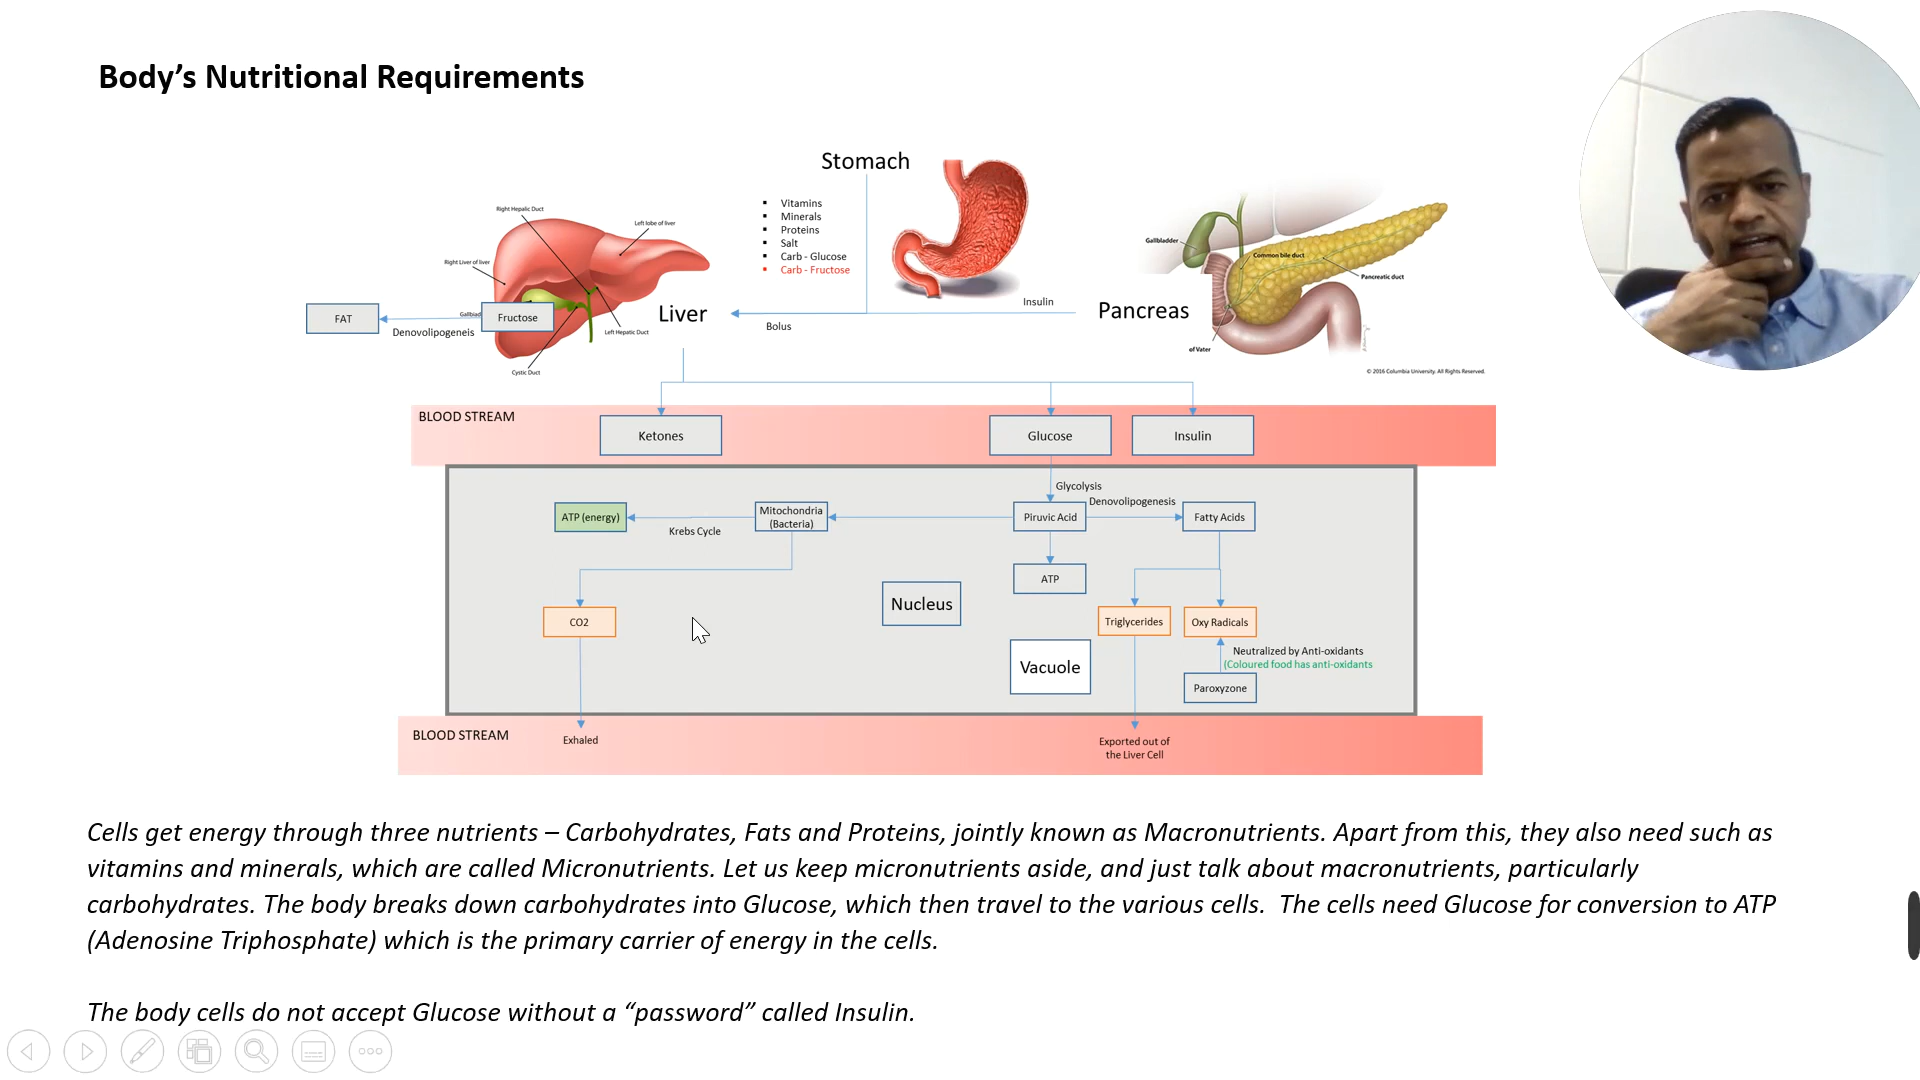 Body's Nutritional Requirements
Stomach
Vitamins
Minerals
Proteins
Salt
Carb - Glucose
Carb - Fructose
Right Hepalic Duct
Left lobe of liver
Right Liver of liver
Gallblad
Fructose
Left Hepatic Duct
Cystic Duct
FAT
Denovolipogeneis
Liver
Bolus
Insulin
Pancreas
Gallbladder
Common bile duct
Pancreatic duct
of Vater
© 2016 Columbia University. All Rights Reserved.
BLOOD STREAM
Ketones
Glucose
Insulin
Glycolysis
Denovolipogenesis
ATP (energy)
Krebs Cycle
Mitochondria
(Bacteria)
Piruvic Acid
Fatty Acids
ATP
Nucleus
CO2
Triglycerides
Oxy Radicals
Neutralized by Anti-oxidants
(Coloured food has anti-oxidants
Vacuole
Paroxyzone
BLOOD STREAM
Exhaled
Exported out of
the Liver Cell
Cells get energy through three nutrients – Carbohydrates, Fats and Proteins, jointly known as Macronutrients. Apart from this, they also need such as
vitamins and minerals, which are called Micronutrients. Let us keep micronutrients aside, and just talk about macronutrients, particularly
carbohydrates. The body breaks down carbohydrates into Glucose, which then travel to the various cells.  The cells need Glucose for conversion to ATP
(Adenosine Triphosphate) which is the primary carrier of energy in the cells.
The body cells do not accept Glucose without a “password” called Insulin.